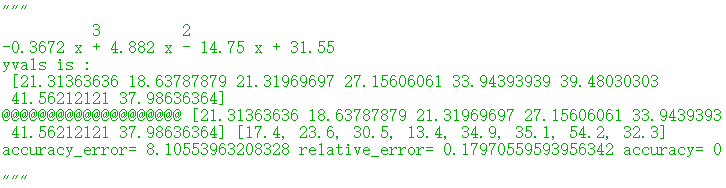 """
3 2
-0.3672 x + 4.882 x - 14.75 x + 31.55
yvals is :
[21.31363636 18.63787879 21.31969697 27.15606061 33.94393939 39.48030303
41.56212121 37.98636364]
@@@@@@@@@@@@@@@@@@@@ [21.31363636 18.63787879 21.31969697 27.15606061 33.9439393
41.56212121 37.98636364] [17.4, 23.6, 30.5, 13.4, 34.9, 35.1, 54.2, 32.3]
accuracy_error= 8.10553963208328 relative_error= 0.17970559593956342 accuracy= 0
"""